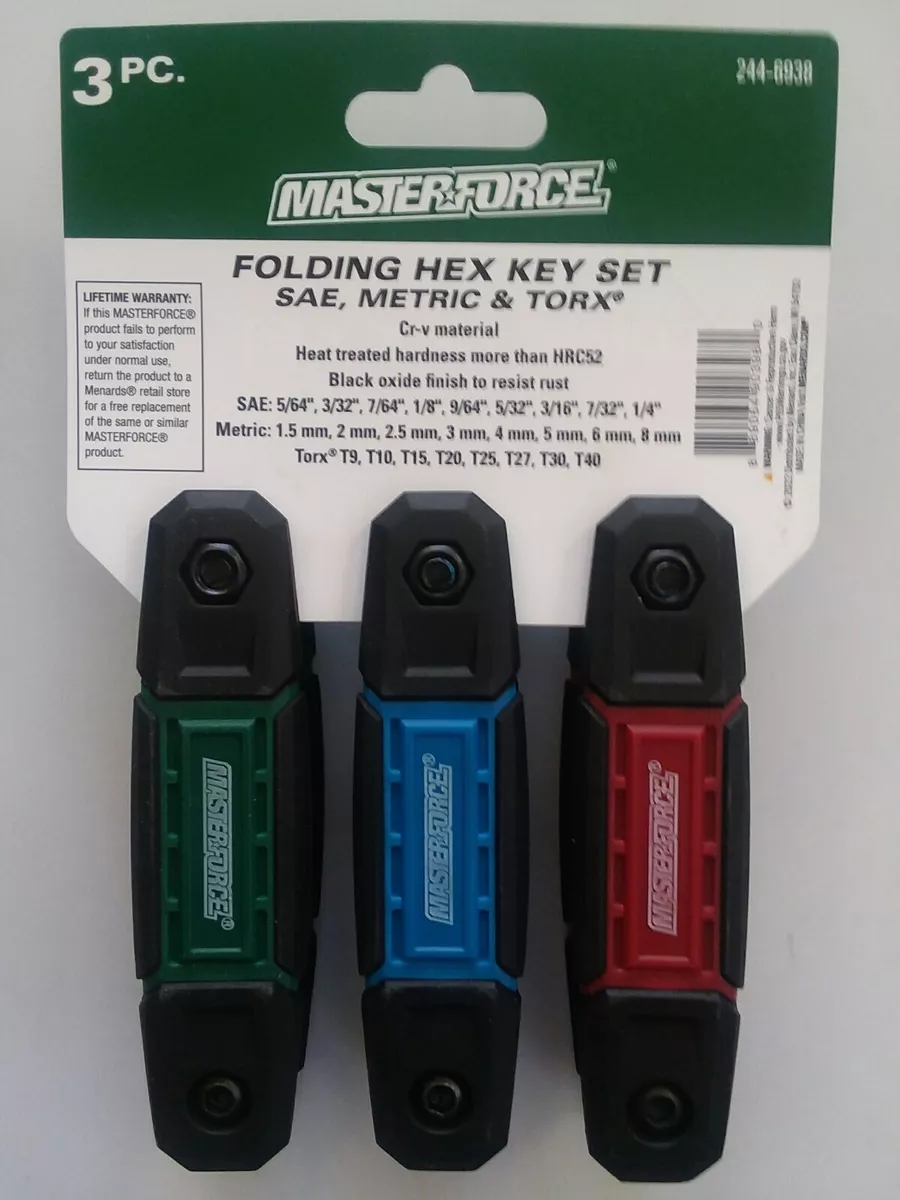 3 PC.
244-8938
MASTERFORCE®
FOLDING HEX KEY SET
SAE, METRIC & TORX®
Cr-v material
Heat treated hardness more than HRC52
Black oxide finish to resist rust
SAE: 5/64", 3/32", 7/64", 1/8", 9/64", 5/32", 3/16", 7/32", 1/4"
Metric: 1.5 mm, 2 mm, 2.5 mm, 3 mm, 4 mm, 5 mm, 6 mm, 8 mm
Torx® T9, T10, T15, T20, T25, T27, T30, T40
LIFETIME WARRANTY:
If this MASTERFORCE®
product fails to perform
to your satisfaction
under normal use,
return the product to a
Menards® retail store
for a free replacement
of the same or similar
MASTERFORCE®
product.
WARNING: Cancer & Reproductive Harm
MASTERFORCE®
MASTERFORCE®
MASTERFORCE®